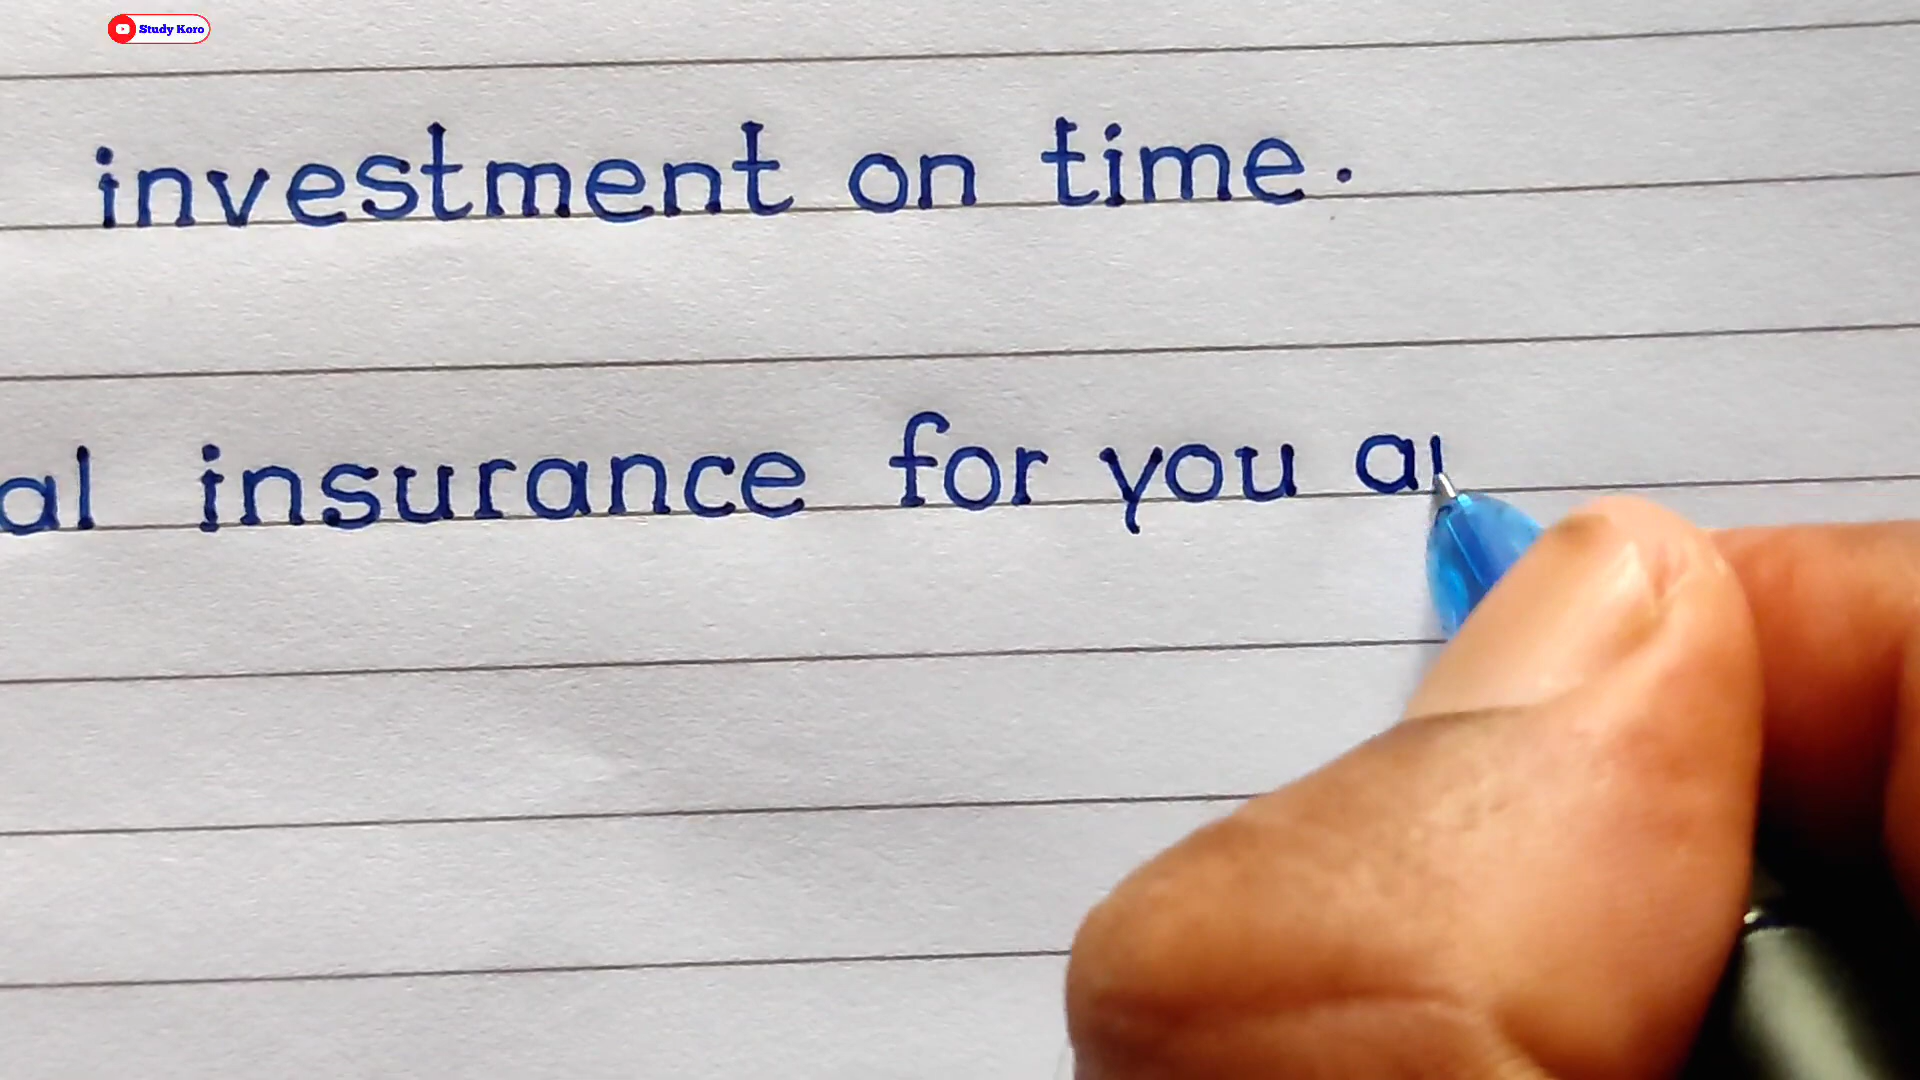 Study Koro
investment on time.
al insurance for you